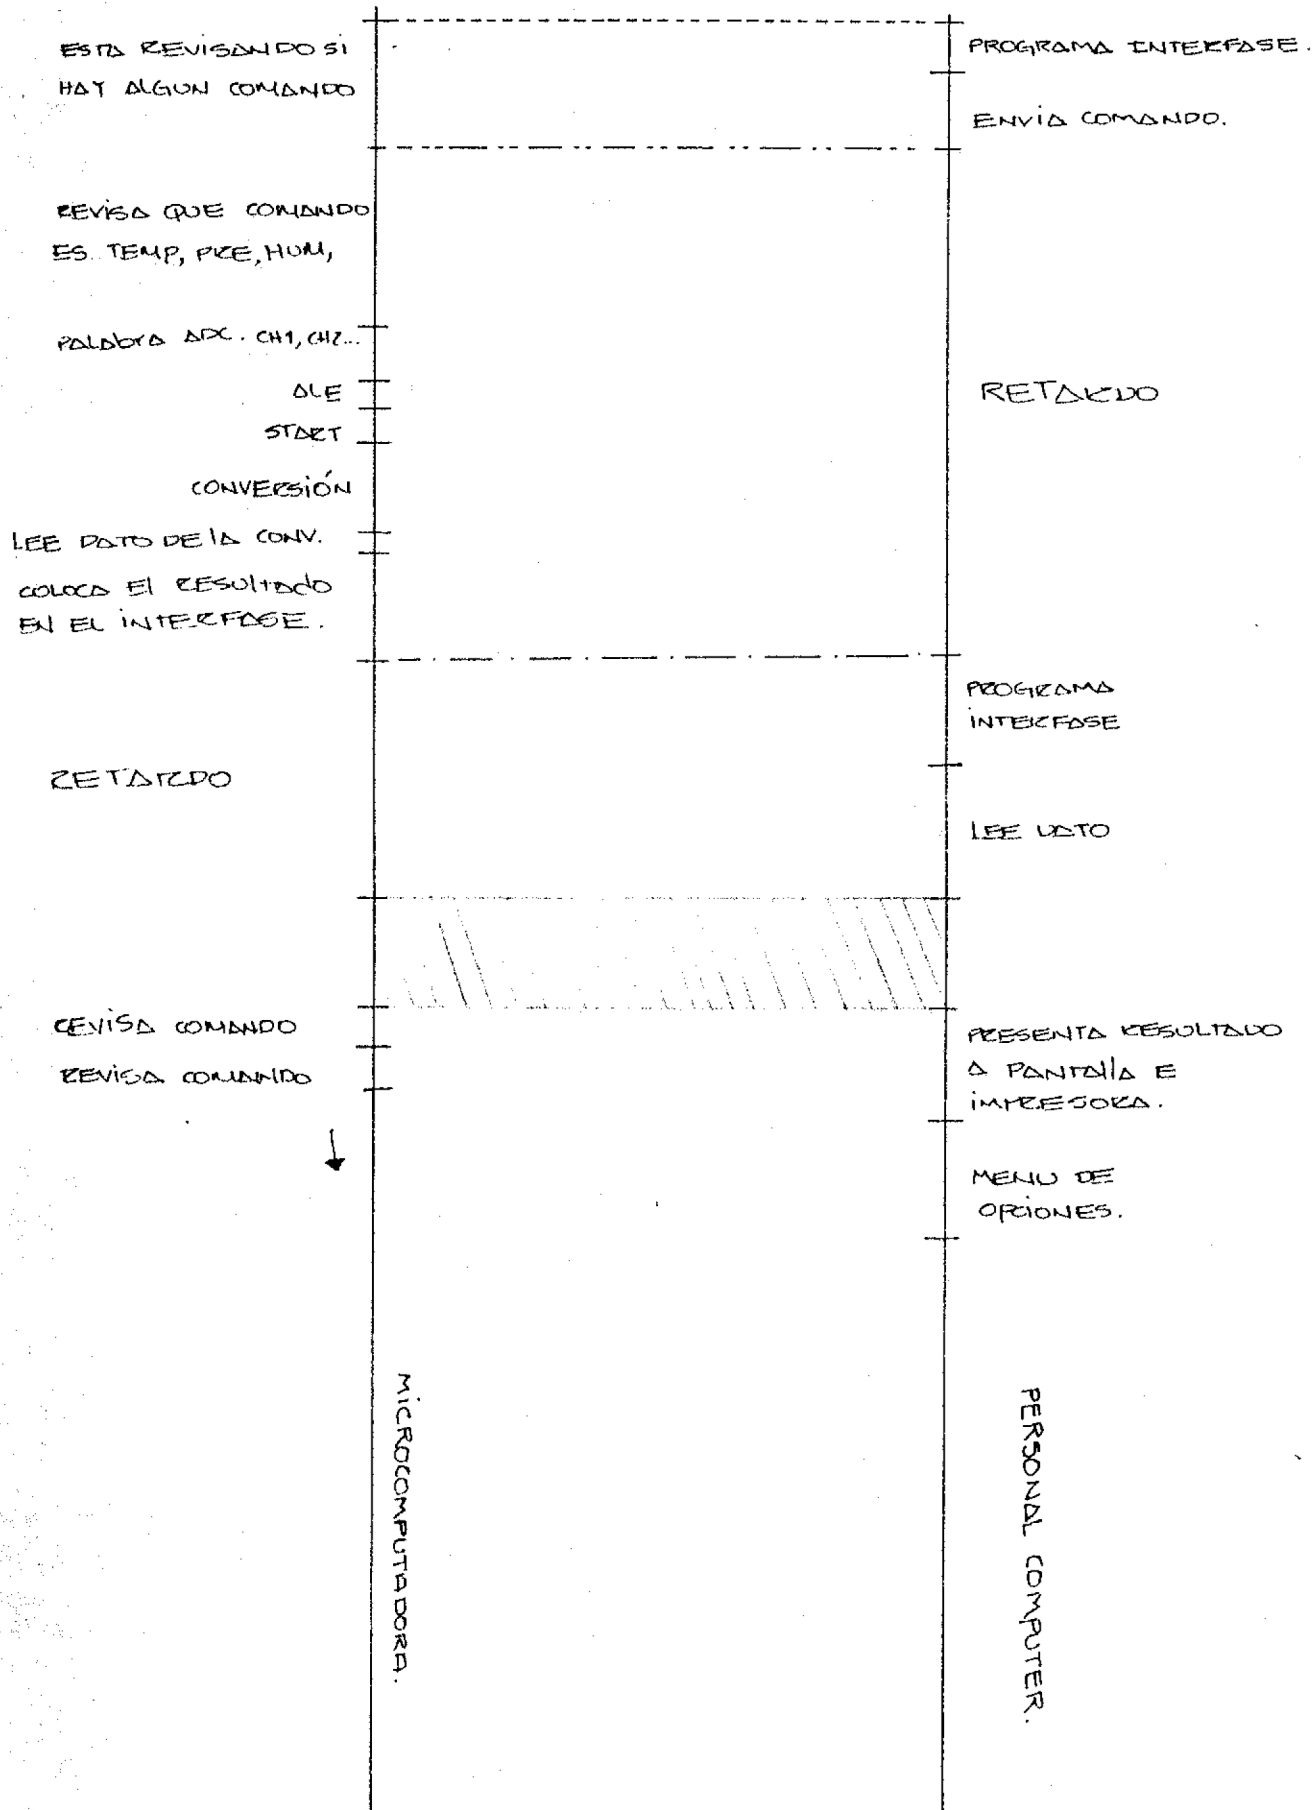 ESTA REVISANDO SI
HAY ALGUN COMANDO
REVISA QUE COMANDO
ES. TEMP, PRE, HUM,
PALABRA ADC. CH1, CH2...
ALE
START
CONVERSIÓN
LEE DATO DE LA CONV.
COLOCA El RESULTADO
EN EL INTERFASE.
RETARDO
REVISA COMANDO
REVISA COMANDO
MICROCOMPUTADORA.
PROGRAMA INTERFASE.
ENVIA COMANDO.
RETARDO
PROGRAMA
INTERFASE
LEE DATO
PRESENTA RESULTADO
A PANTALLA E
IMPRESORA.
MENU DE
OPCIONES.
PERSONAL COMPUTER.